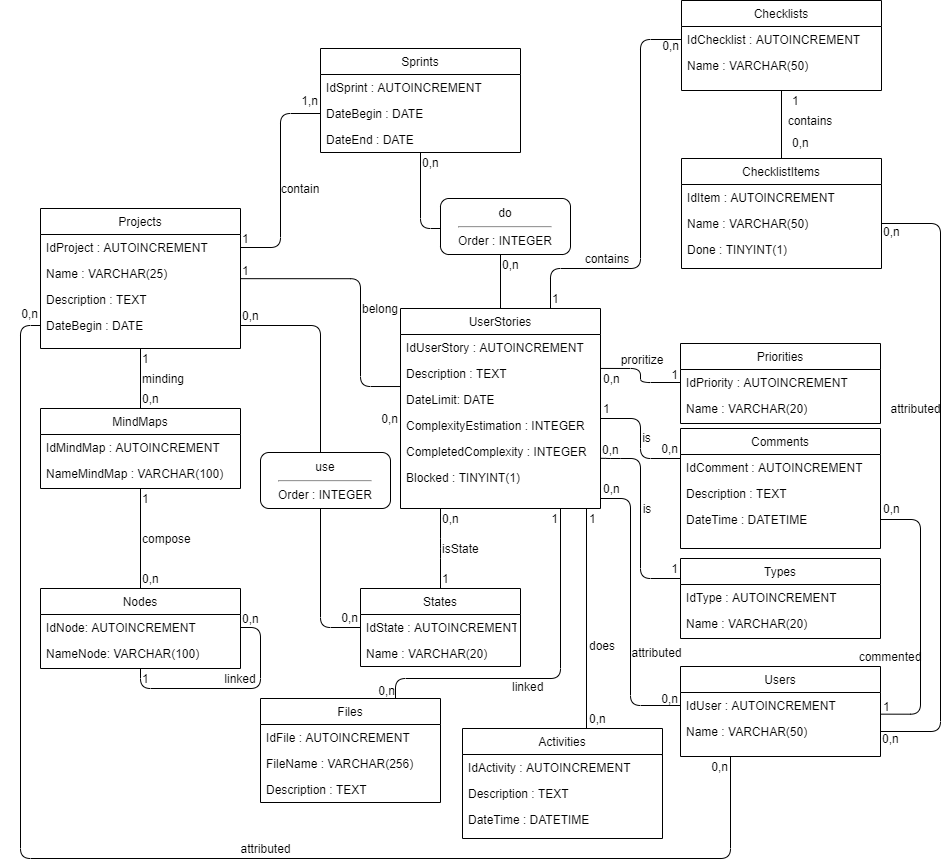 Checklists
IdChecklist : AUTOINCREMENT
Name : VARCHAR(50)
0,n
1
contains
0,n
Sprints
IdSprint : AUTOINCREMENT
DateBegin : DATE
DateEnd : DATE
1,n
0,n
contain
1
ChecklistItems
IdItem : AUTOINCREMENT
Name : VARCHAR(50)
Done : TINYINT(1)
0,n
do
Order : INTEGER
0,n
contains
1
Projects
IdProject : AUTOINCREMENT
Name : VARCHAR(25)
Description : TEXT
DateBegin : DATE
1
0,n
0,n
belong
0,n
1
minding
0,n
UserStories
IdUserStory : AUTOINCREMENT
Description : TEXT
DateLimit: DATE
ComplexityEstimation : INTEGER
CompletedComplexity : INTEGER
Blocked : TINYINT(1)
proritize
0,n
1
Priorities
IdPriority : AUTOINCREMENT
Name : VARCHAR(20)
attributed
1
is
0,n
Comments
IdComment : AUTOINCREMENT
Description : TEXT
DateTime : DATETIME
0,n
0,n
is
1
0,n
MindMaps
IdMindMap : AUTOINCREMENT
NameMindMap : VARCHAR(100)
1
compose
0,n
use
Order : INTEGER
0,n
0,n
isState
1
1
1
Types
IdType : AUTOINCREMENT
Name : VARCHAR(20)
Nodes
IdNode: AUTOINCREMENT
NameNode: VARCHAR(100)
0,n
1
linked
States
IdState : AUTOINCREMENT
Name : VARCHAR(20)
does
attributed
0,n
commented
Users
IdUser : AUTOINCREMENT
Name : VARCHAR(50)
1
0,n
0,n
linked
0,n
Files
IdFile : AUTOINCREMENT
FileName : VARCHAR(256)
Description : TEXT
0,n
Activities
IdActivity : AUTOINCREMENT
Description : TEXT
DateTime : DATETIME
attributed